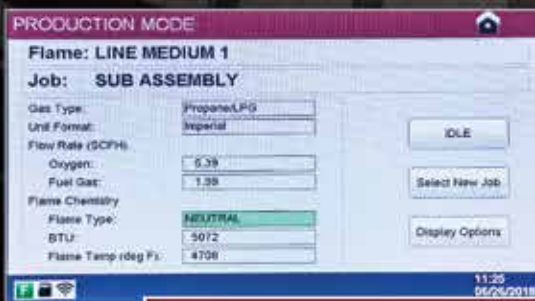 PRODUCTION MODE
Flame: LINE MEDIUM 1
Job: SUB ASSEMBLY
Gas Type: Propane/LPG
Unit Format: Imperial
Flow Rate (SCFH)
Oxygen: 5.39
Fuel Gas: 1.99
Flame Chemistry
Flame Type: NEUTRAL
BTU: 5072
Flame Temp (deg F): 4706
IDLE
Select New Job
Display Options
F
11:25
06/26/2018